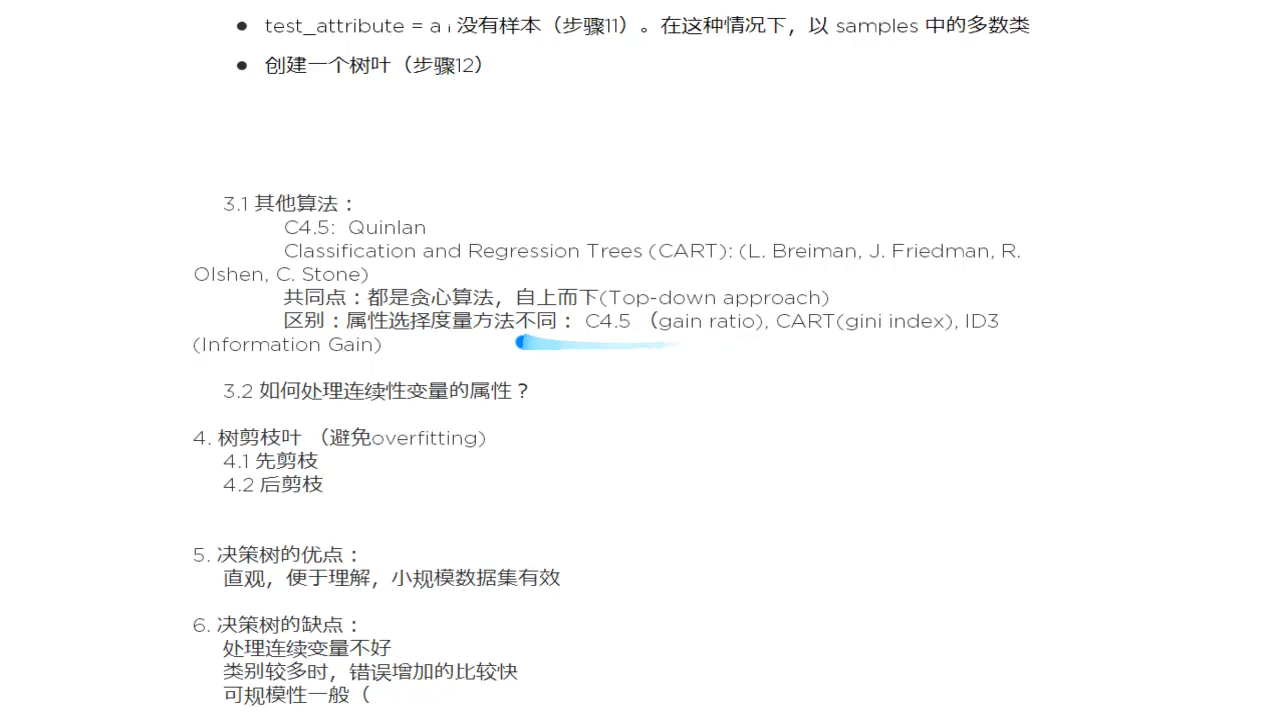 test_attribute = a i 没有样本（步骤11）。在这种情况下，以 samples 中的多数类
创建一个树叶（步骤12）
3.1 其他算法：
C4.5: Quinlan
Classification and Regression Trees (CART): (L. Breiman, J. Friedman, R.
Olshen, C. Stone)
共同点：都是贪心算法，自上而下(Top-down approach)
区别：属性选择度量方法不同： C4.5 （gain ratio), CART(gini index), ID3
(Information Gain)
3.2 如何处理连续性变量的属性？
4. 树剪枝叶 （避免overfitting)
4.1 先剪枝
4.2 后剪枝
5. 决策树的优点：
直观，便于理解，小规模数据集有效
6. 决策树的缺点：
处理连续变量不好
类别较多时，错误增加的比较快
可规模性一般（